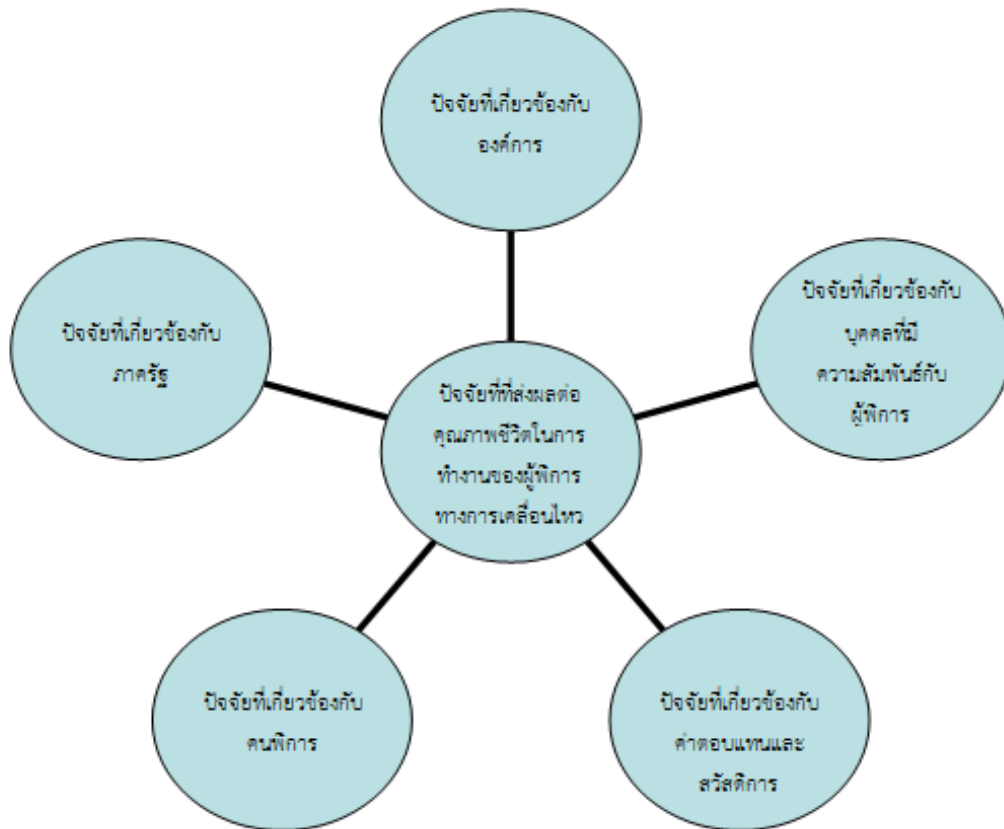 ปัจจัยที่เกี่ยวข้องกับ
องค์การ
ปัจจัยที่เกี่ยวข้องกับ
ภาครัฐ
ปัจจัยที่เกี่ยวข้องกับ
บุคคลที่มี
ความสัมพันธ์กับ
ผู้พิการ
ปัจจัยที่ที่ส่งผลต่อ
คุณภาพชีวิตในการ
ทำงานของผู้พิการ
ทางการเคลื่อนไหว
ปัจจัยที่เกี่ยวข้องกับ
คนพิการ
ปัจจัยที่เกี่ยวข้องกับ
ค่าตอบแทนและ
สวัสดิการ